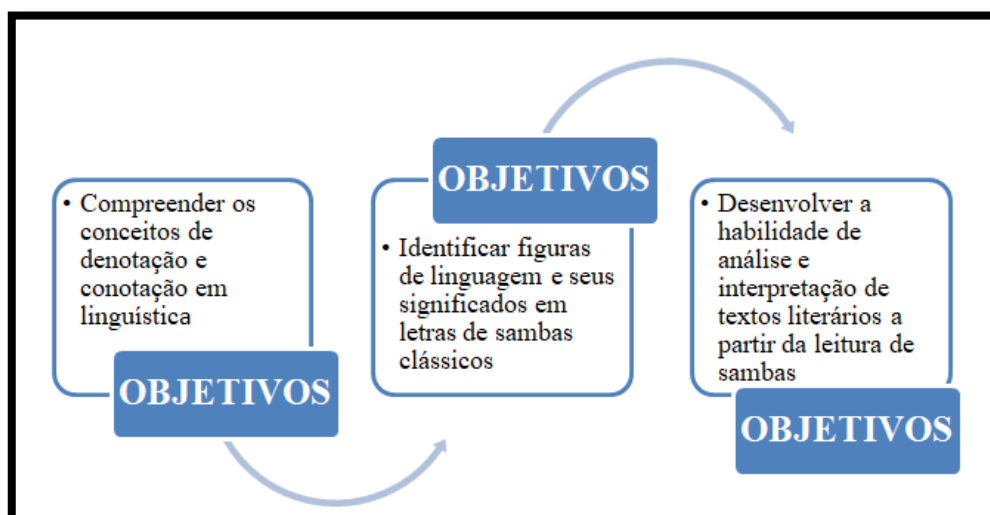 • Compreender os
conceitos de
denotação e
conotação em
linguística
OBJETIVOS
OBJETIVOS
• Identificar figuras
de linguagem e seus
significados em
letras de sambas
clássicos
• Desenvolver a
habilidade de
análise e
interpretação de
textos literários a
partir da leitura de
sambas
OBJETIVOS